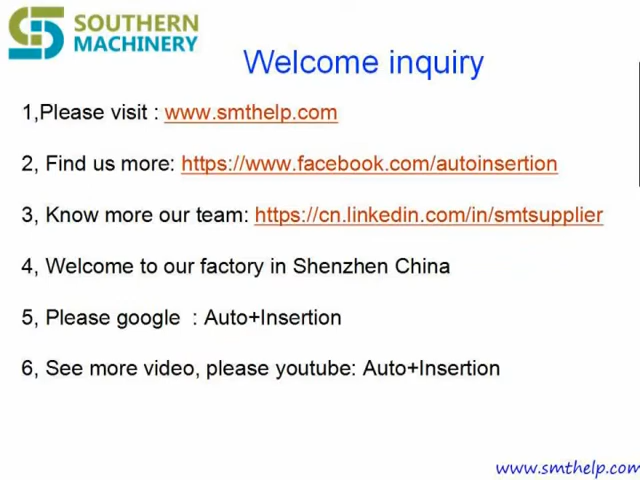 SOUTHERN
MACHINERY
Welcome inquiry
1,Please visit : www.smthelp.com
2, Find us more: https://www.facebook.com/autoinsertion
3, Know more our team: https://cn.linkedin.com/in/smtsupplier
4, Welcome to our factory in Shenzhen China
5, Please google  : Auto+Insertion
6, See more video, please youtube: Auto+Insertion
www.smthelp.com